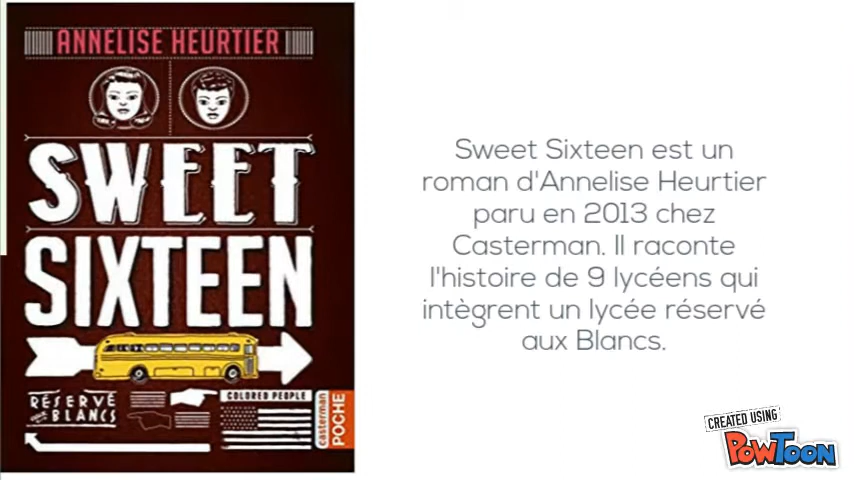 ANNELISE HEURTIER
SWEET
SIXTEEN
RÉSERVÉ
AUX
BLANCS
COLORED PEOPLE
casterman
POCHE
Sweet Sixteen est un
roman d'Annelise Heurtier
paru en 2013 chez
Casterman. Il raconte
l'histoire de 9 lycéens qui
intègrent un lycée réservé
aux Blancs.
CREATED USING
POWTOON